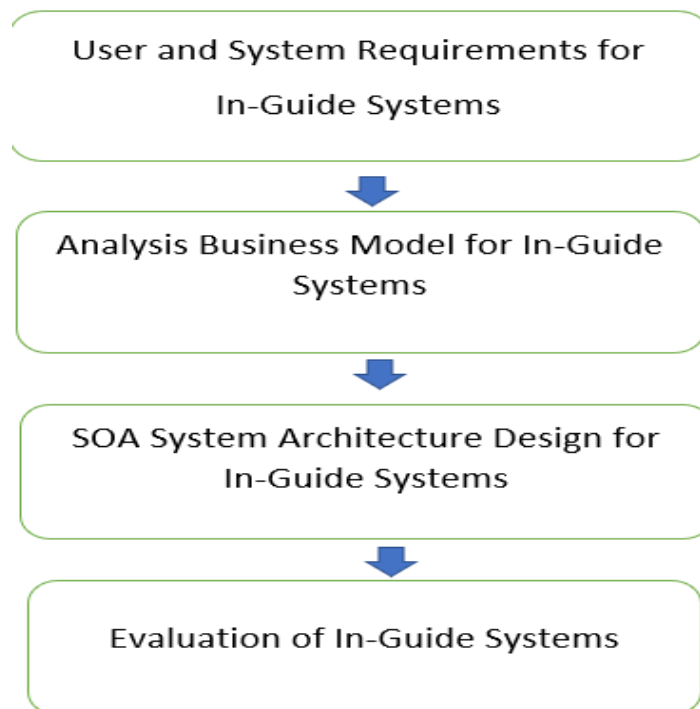 User and System Requirements for
In-Guide Systems
Analysis Business Model for In-Guide
Systems
SOA System Architecture Design for
In-Guide Systems
Evaluation of In-Guide Systems